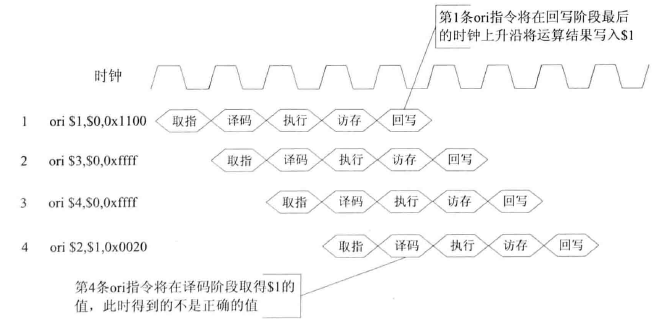 第1条ori指令将在回写阶段最后
的时钟上升沿将运算结果写入$1
时钟
1 ori $1,$0,0x1100 取指 译码 执行 访存 回写
2 ori $3,$0,0xffff 取指 译码 执行 访存 回写
3 ori $4,$0,0xffff 取指 译码 执行 访存 回写
4 ori $2,$1,0x0020 取指 译码 执行 访存 回写
第4条ori指令将在译码阶段取得$1的
值，此时得到的不是正确的值